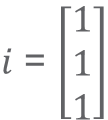 i = [1
1
1]